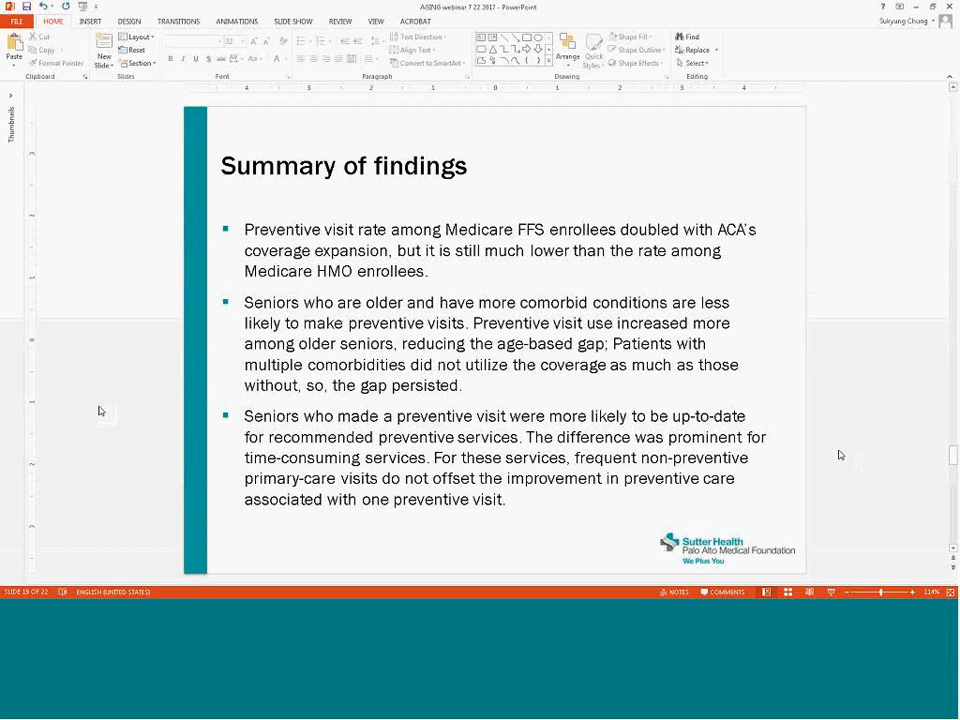 AGING webinar 7 22 2017 - PowerPoint
FILE HOME INSERT DESIGN TRANSITIONS ANIMATIONS SLIDE SHOW REVIEW VIEW ACROBAT Sukyung Chung
Cut
Copy
Format Painter
Paste
Clipboard
New
Slide
Layout
Reset
Section
Slides
32
Font
Text Direction
Align Text
Convert to SmartArt
Paragraph
Arrange
Quick
Styles
Shape Fill
Shape Outline
Shape Effects
Drawing
Find
Replace
Select
Editing
4 3 2 1 0 1 2 3 4
Thumbnails
Summary of findings
Preventive visit rate among Medicare FFS enrollees doubled with ACA's
coverage expansion, but it is still much lower than the rate among
Medicare HMO enrollees.
Seniors who are older and have more comorbid conditions are less
likely to make preventive visits. Preventive visit use increased more
among older seniors, reducing the age-based gap; Patients with
multiple comorbidities did not utilize the coverage as much as those
without, so, the gap persisted.
Seniors who made a preventive visit were more likely to be up-to-date
for recommended preventive services. The difference was prominent for
time-consuming services. For these services, frequent non-preventive
primary-care visits do not offset the improvement in preventive care
associated with one preventive visit.
Sutter Health
Palo Alto Medical Foundation
We Plus You
SLIDE 19 OF 22 ENGLISH (UNITED STATES) NOTES COMMENTS 114%